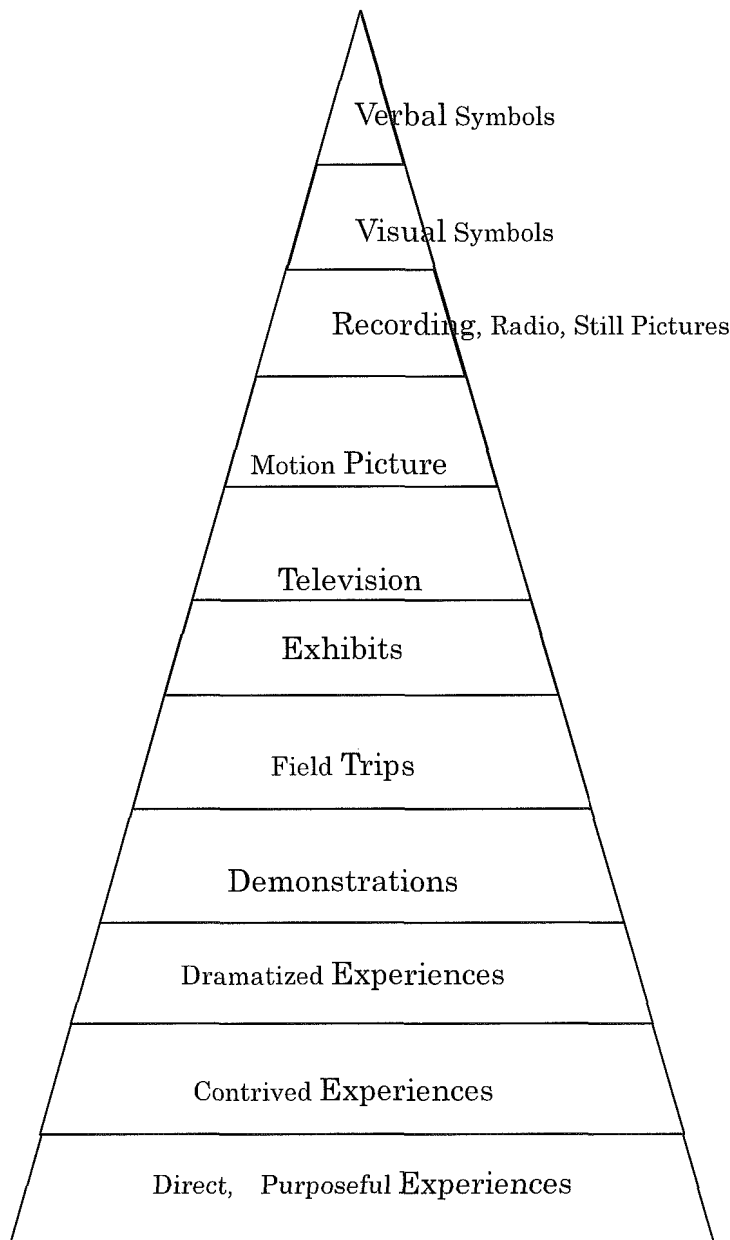 Verbal Symbols
Visual Symbols
Recording, Radio, Still Pictures
Motion Picture
Television
Exhibits
Field Trips
Demonstrations
Dramatized Experiences
Contrived Experiences
Direct, Purposeful Experiences